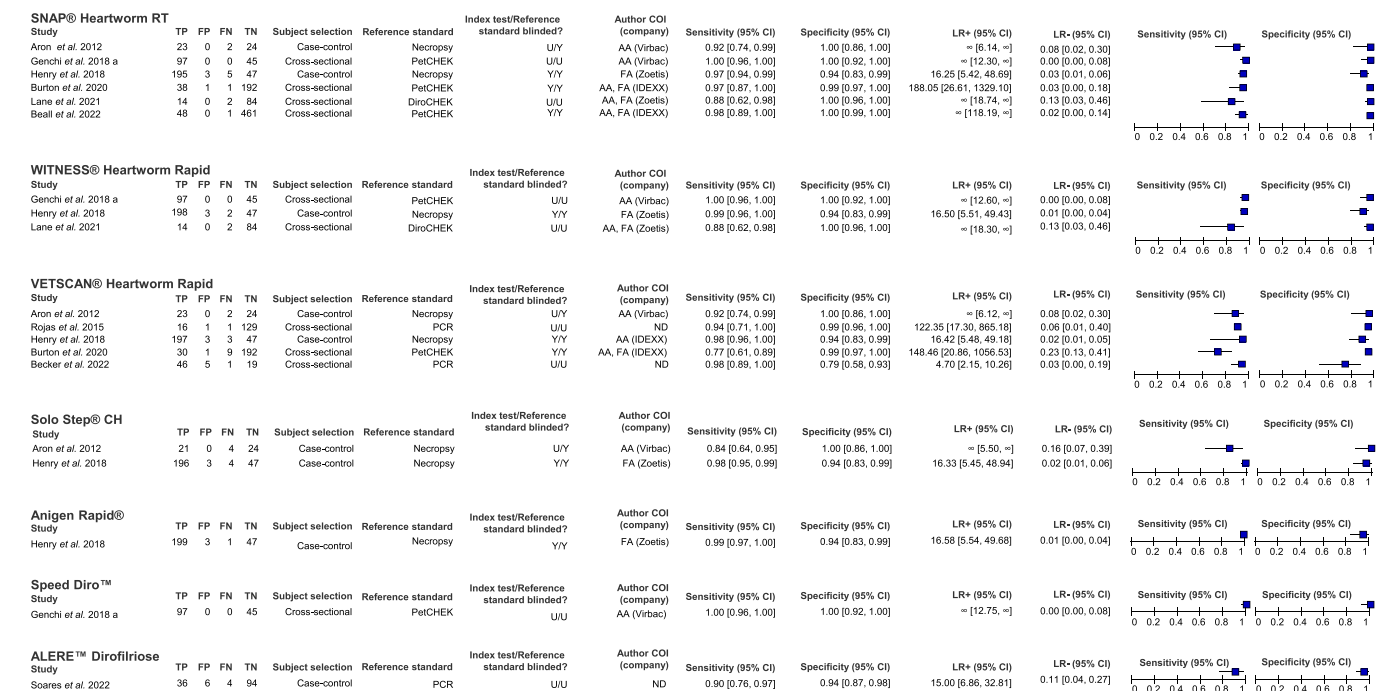 SNAP® Heartworm RT
Index test/Reference standard blinded? Author COI (company)
Study TP FP FN TN Subject selection Reference standard Sensitivity (95% CI) Specificity (95% CI) LR+ (95% CI) LR- (95% CI) Sensitivity (95% CI) Specificity (95% CI)
Aron et al. 2012 23 0 2 24 Case-control Necropsy U/Y AA (Virbac) 0.92 [0.74, 0.99] 1.00 [0.86, 1.00] ∞ [6.14, ∞] 0.08 [0.02, 0.30]
Genchi et al. 2018 a 97 0 0 45 Cross-sectional PetCHEK U/U AA (Virbac) 1.00 [0.96, 1.00] 1.00 [0.92, 1.00] ∞ [12.30, ∞] 0.00 [0.00, 0.08]
Henry et al. 2018 195 3 5 47 Case-control Necropsy Y/Y FA (Zoetis) 0.97 [0.94, 0.99] 0.94 [0.83, 0.99] 16.25 [5.42, 48.69] 0.03 [0.01, 0.06]
Burton et al. 2020 38 1 1 192 Cross-sectional PetCHEK Y/Y AA, FA (IDEXX) 0.97 [0.87, 1.00] 0.99 [0.97, 1.00] 188.05 [26.61, 1329.10] 0.03 [0.00, 0.18]
Lane et al. 2021 14 0 2 84 Cross-sectional DiroCHEK U/U AA, FA (Zoetis) 0.88 [0.62, 0.98] 1.00 [0.96, 1.00] ∞ [18.74, ∞] 0.13 [0.03, 0.46]
Beall et al. 2022 48 0 1 461 Cross-sectional PetCHEK Y/Y AA, FA (IDEXX) 0.98 [0.89, 1.00] 1.00 [0.99, 1.00] ∞ [118.19, ∞] 0.02 [0.00, 0.14]
0 0.2 0.4 0.6 0.8 1 0 0.2 0.4 0.6 0.8 1
WITNESS® Heartworm Rapid
Index test/Reference standard blinded? Author COI (company)
Study TP FP FN TN Subject selection Reference standard Sensitivity (95% CI) Specificity (95% CI) LR+ (95% CI) LR- (95% CI) Sensitivity (95% CI) Specificity (95% CI)
Genchi et al. 2018 a 97 0 0 45 Cross-sectional PetCHEK U/U AA (Virbac) 1.00 [0.96, 1.00] 1.00 [0.92, 1.00] ∞ [12.60, ∞] 0.00 [0.00, 0.08]
Henry et al. 2018 198 3 2 47 Case-control Necropsy Y/Y FA (Zoetis) 0.99 [0.96, 1.00] 0.94 [0.83, 0.99] 16.50 [5.51, 49.43] 0.01 [0.00, 0.04]
Lane et al. 2021 14 0 2 84 Cross-sectional DiroCHEK U/U AA, FA (Zoetis) 0.88 [0.62, 0.98] 1.00 [0.96, 1.00] ∞ [18.30, ∞] 0.13 [0.03, 0.46]
0 0.2 0.4 0.6 0.8 1 0 0.2 0.4 0.6 0.8 1
VETSCAN® Heartworm Rapid
Index test/Reference standard blinded? Author COI (company)
Study TP FP FN TN Subject selection Reference standard Sensitivity (95% CI) Specificity (95% CI) LR+ (95% CI) LR- (95% CI) Sensitivity (95% CI) Specificity (95% CI)
Aron et al. 2012 23 0 2 24 Case-control Necropsy U/Y AA (Virbac) 0.92 [0.74, 0.99] 1.00 [0.86, 1.00] ∞ [6.12, ∞] 0.08 [0.02, 0.30]
Rojas et al. 2015 16 1 1 129 Cross-sectional PCR U/U ND 0.94 [0.71, 1.00] 0.99 [0.96, 1.00] 122.35 [17.30, 865.18] 0.06 [0.01, 0.40]
Henry et al. 2018 197 3 3 47 Case-control Necropsy Y/Y AA (IDEXX) 0.98 [0.96, 1.00] 0.94 [0.83, 0.99] 16.42 [5.48, 49.18] 0.02 [0.01, 0.05]
Burton et al. 2020 30 1 9 192 Cross-sectional PetCHEK Y/Y AA, FA (IDEXX) 0.77 [0.61, 0.89] 0.99 [0.97, 1.00] 148.46 [20.86, 1056.53] 0.23 [0.13, 0.41]
Becker et al. 2022 46 5 1 19 Cross-sectional PCR U/U ND 0.98 [0.89, 1.00] 0.79 [0.58, 0.93] 4.70 [2.15, 10.26] 0.03 [0.00, 0.19]
0 0.2 0.4 0.6 0.8 1 0 0.2 0.4 0.6 0.8 1
Solo Step® CH
Index test/Reference standard blinded? Author COI (company)
Study TP FP FN TN Subject selection Reference standard Sensitivity (95% CI) Specificity (95% CI) LR+ (95% CI) LR- (95% CI) Sensitivity (95% CI) Specificity (95% CI)
Aron et al. 2012 21 0 4 24 Case-control Necropsy U/Y AA (Virbac) 0.84 [0.64, 0.95] 1.00 [0.86, 1.00] ∞ [5.50, ∞] 0.16 [0.07, 0.39]
Henry et al. 2018 196 3 4 47 Case-control Necropsy Y/Y FA (Zoetis) 0.98 [0.95, 0.99] 0.94 [0.83, 0.99] 16.33 [5.45, 48.94] 0.02 [0.01, 0.06]
0 0.2 0.4 0.6 0.8 1 0 0.2 0.4 0.6 0.8 1
Anigen Rapid®
Index test/Reference standard blinded? Author COI (company)
Study TP FP FN TN Subject selection Reference standard Sensitivity (95% CI) Specificity (95% CI) LR+ (95% CI) LR- (95% CI) Sensitivity (95% CI) Specificity (95% CI)
Henry et al. 2018 199 3 1 47 Case-control Necropsy Y/Y FA (Zoetis) 0.99 [0.97, 1.00] 0.94 [0.83, 0.99] 16.58 [5.54, 49.68] 0.01 [0.00, 0.04]
0 0.2 0.4 0.6 0.8 1 0 0.2 0.4 0.6 0.8 1
Speed Diro™
Index test/Reference standard blinded? Author COI (company)
Study TP FP FN TN Subject selection Reference standard Sensitivity (95% CI) Specificity (95% CI) LR+ (95% CI) LR- (95% CI) Sensitivity (95% CI) Specificity (95% CI)
Genchi et al. 2018 a 97 0 0 45 Cross-sectional PetCHEK U/U AA (Virbac) 1.00 [0.96, 1.00] 1.00 [0.92, 1.00] ∞ [12.75, ∞] 0.00 [0.00, 0.08]
0 0.2 0.4 0.6 0.8 1 0 0.2 0.4 0.6 0.8 1
ALERE™ Dirofilriose
Index test/Reference standard blinded? Author COI (company)
Study TP FP FN TN Subject selection Reference standard Sensitivity (95% CI) Specificity (95% CI) LR+ (95% CI) LR- (95% CI) Sensitivity (95% CI) Specificity (95% CI)
Soares et al. 2022 36 6 4 94 Case-control PCR U/U ND 0.90 [0.76, 0.97] 0.94 [0.87, 0.98] 15.00 [6.86, 32.81] 0.11 [0.04, 0.27]
0 0.2 0.4 0.6 0.8 1 0 0.2 0.4 0.6 0.8 1